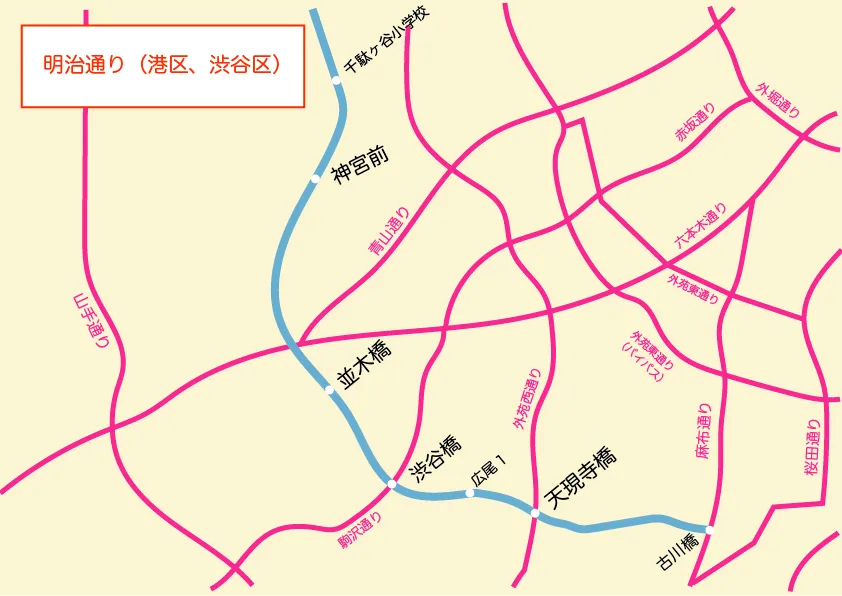 明治通り（港区、渋谷区）
千駄ヶ谷小学校
外堀通り
赤坂通り
神宮前
青山通り
六本木通り
外苑東通り
山手通り
外苑東通り
（バイパス）
並木橋
外苑西通り
麻布通り
桜田通り
渋谷橋
広尾1
天現寺橋
駒沢通り
古川橋